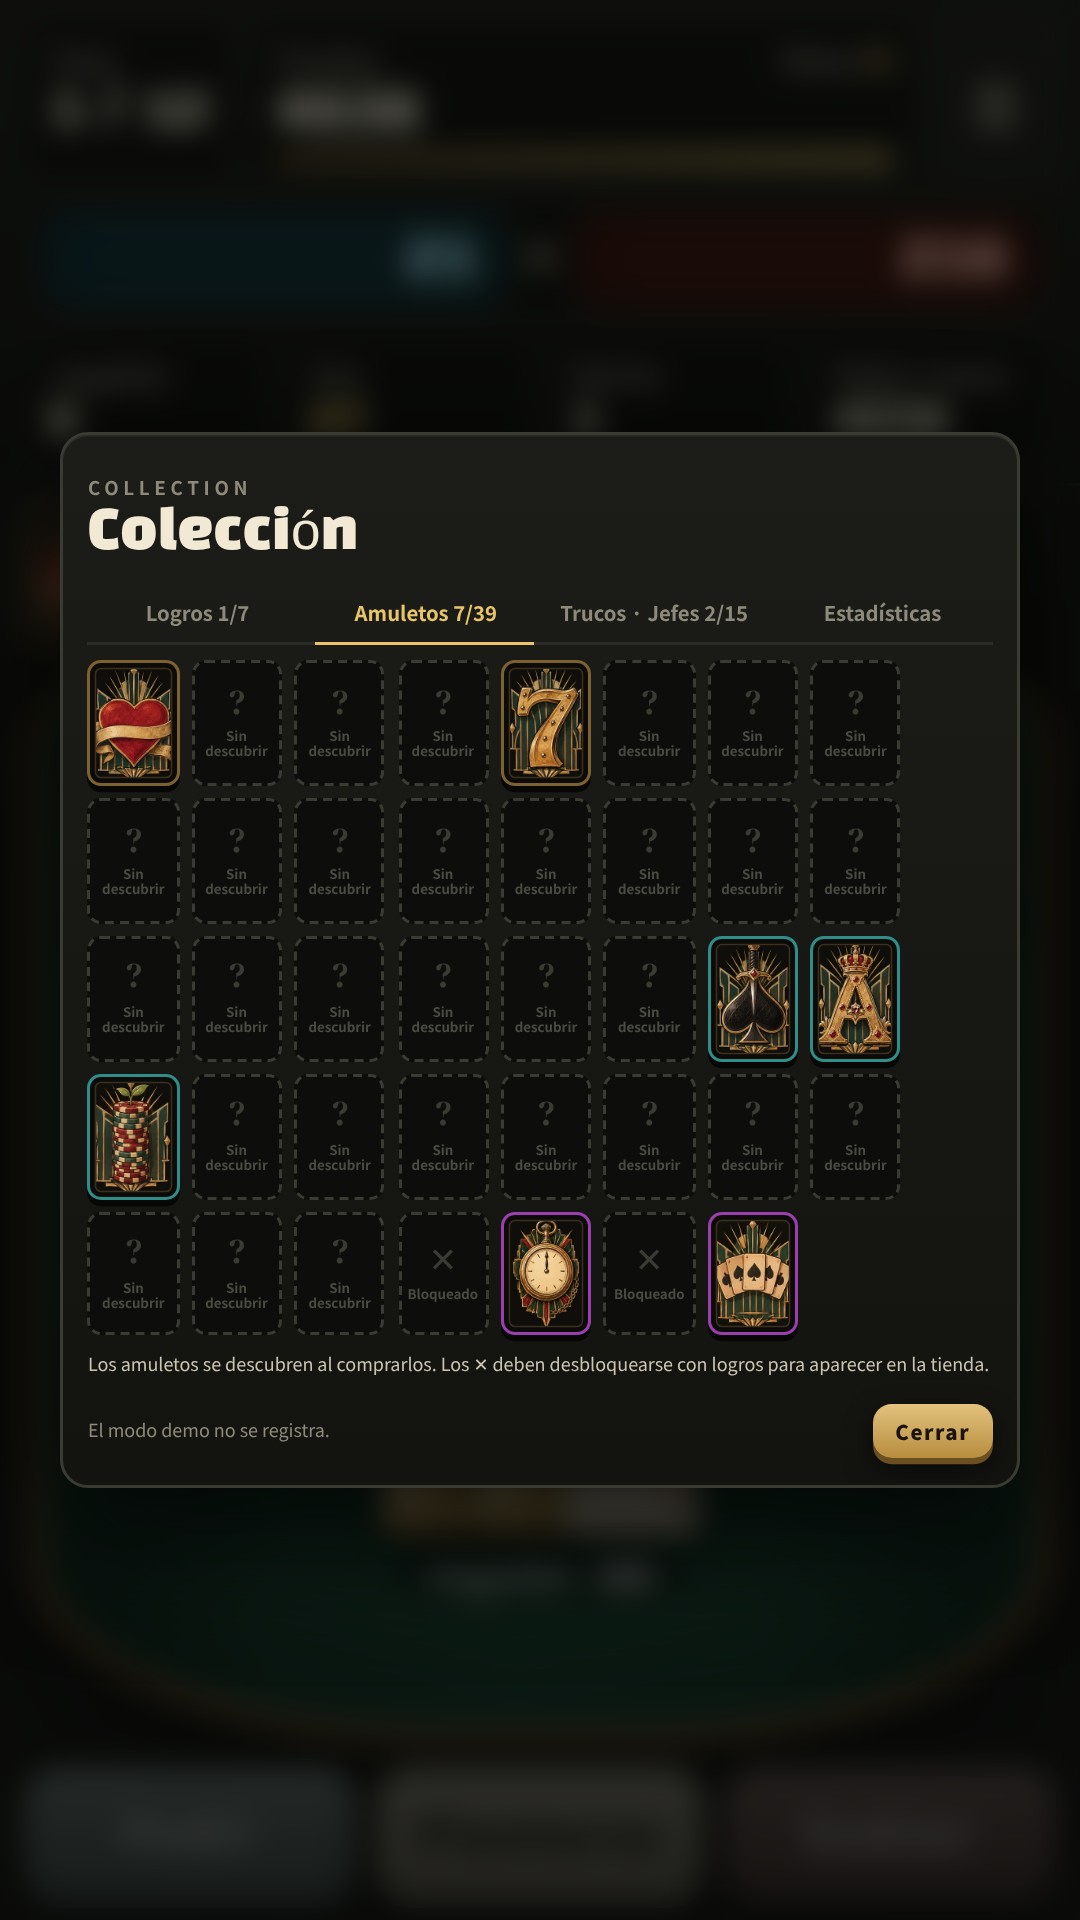 COLLECTION
Colección
Logros 1/7 Amuletos 7/39 Trucos · Jefes 2/15 Estadísticas
? ? ? 7 ? ? ?
Sin Sin Sin Sin Sin Sin
descubrir descubrir descubrir descubrir descubrir descubrir
? ? ? ? ? ? ? ?
Sin Sin Sin Sin Sin Sin Sin Sin
descubrir descubrir descubrir descubrir descubrir descubrir descubrir descubrir
? ? ? ? ? ? A
Sin Sin Sin Sin Sin Sin
descubrir descubrir descubrir descubrir descubrir descubrir
? ? ? ? ? ? ?
Sin Sin Sin Sin Sin Sin Sin
descubrir descubrir descubrir descubrir descubrir descubrir descubrir
? ? ? ✕ ✕
Sin Sin Sin Bloqueado Bloqueado
descubrir descubrir descubrir
Los amuletos se descubren al comprarlos. Los ✕ deben desbloquearse con logros para aparecer en la tienda.
El modo demo no se registra.
Cerrar